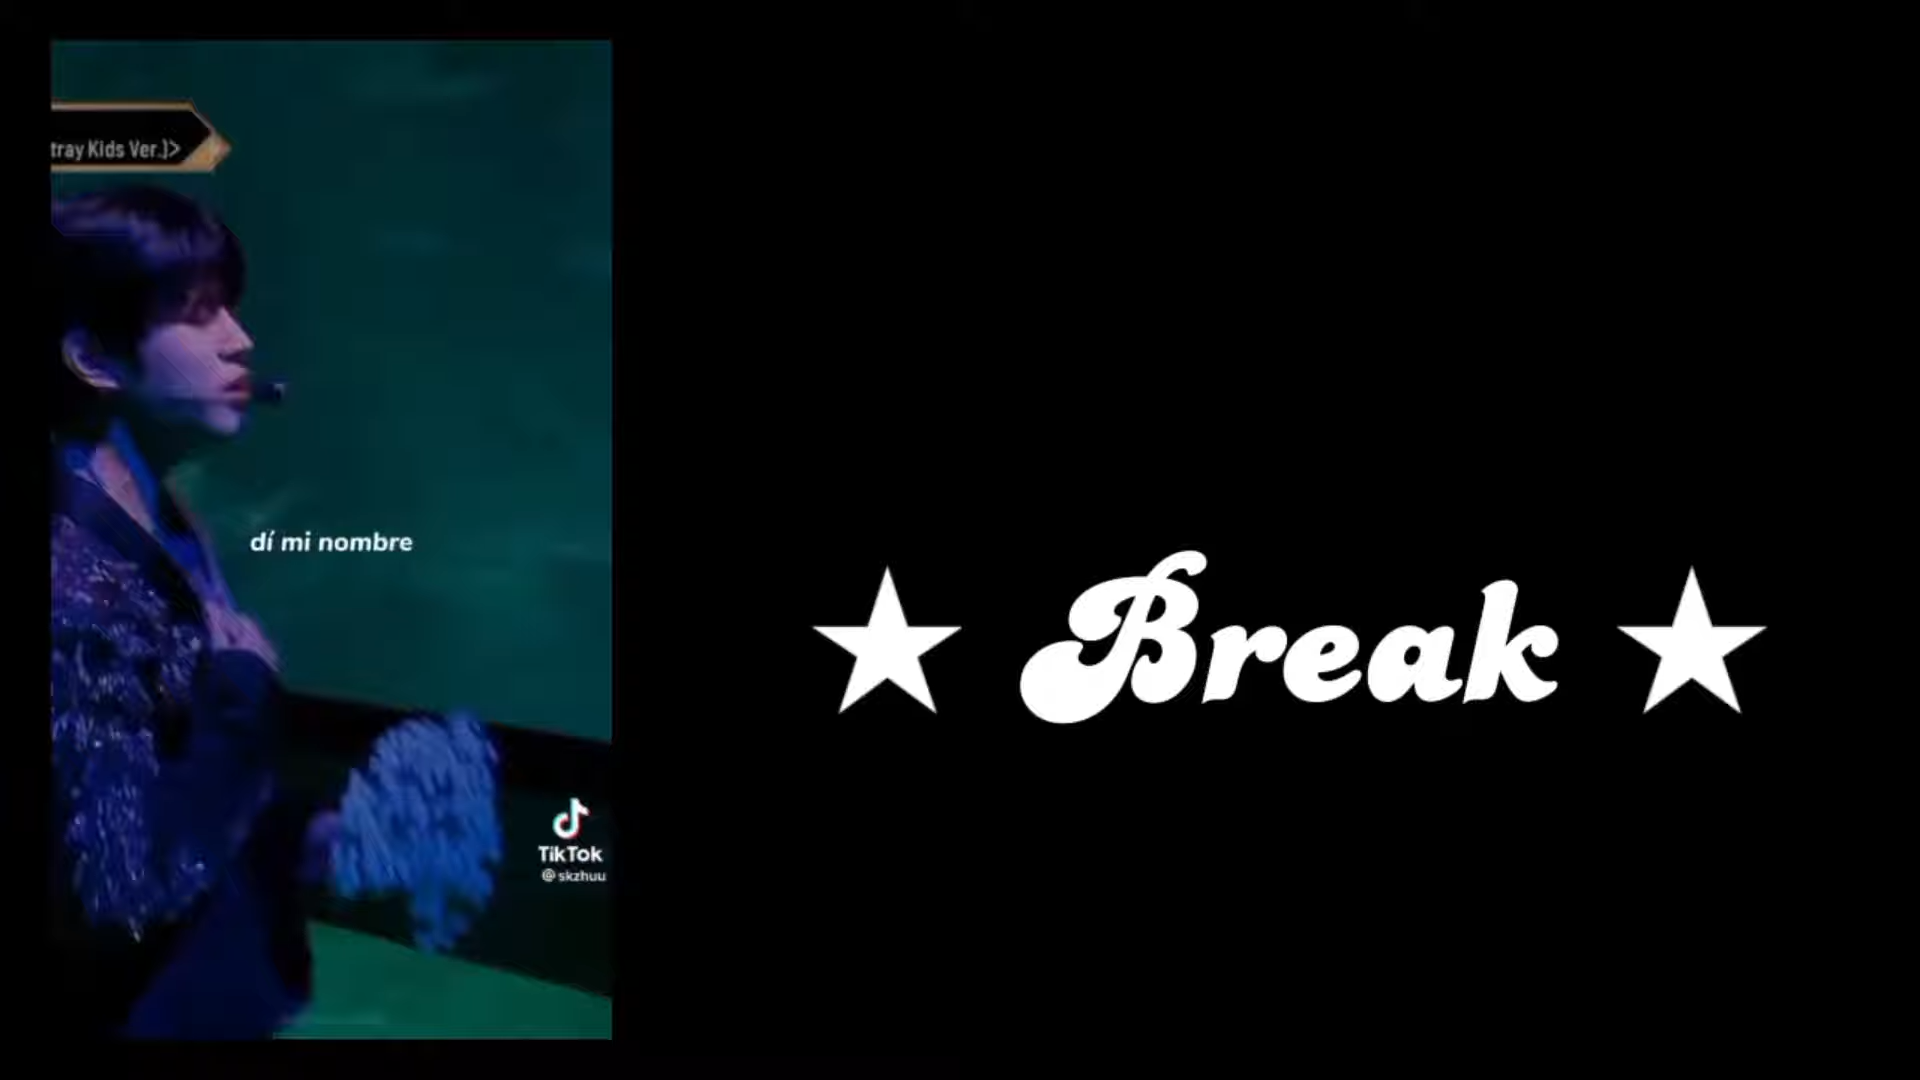 tray Kids Ver.)>
dí mi nombre
TikTok
@skzhuu
★ Break ★